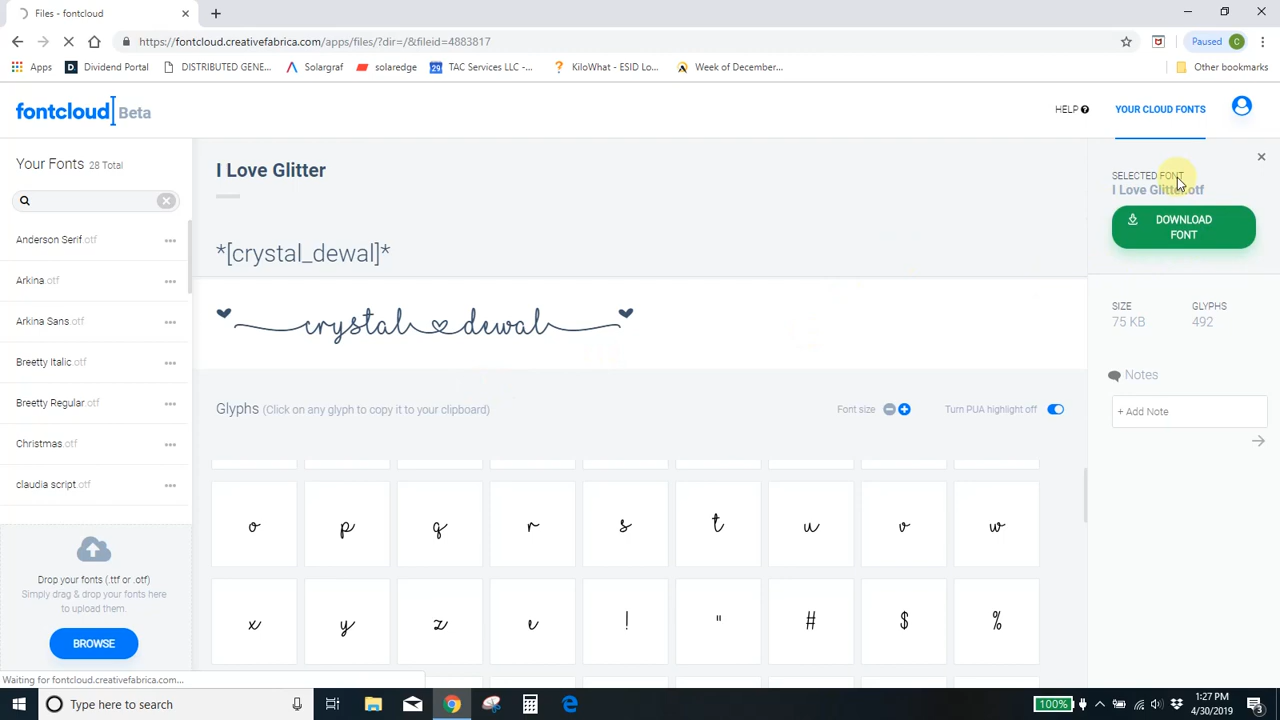 Files - fontcloud
https://fontcloud.creativefabrica.com/apps/files/?dir=/&fileid=4883817
Paused C
Apps
Dividend Portal
DISTRIBUTED GENE...
Solargraf
solaredge
29 TAC Services LLC -...
KiloWhat - ESID Lo...
Week of December...
Other bookmarks
fontcloud Beta
HELP
YOUR CLOUD FONTS
Your Fonts 28 Total
Anderson Serif.otf
Arkina.otf
Arkina Sans.otf
Breetty Italic.otf
Breetty Regular.otf
Christmas.otf
claudia script.otf
Drop your fonts (.ttf or .otf)
Simply drag & drop your fonts here
to upload them.
BROWSE
Waiting for fontcloud.creativefabrica.com...
I Love Glitter
*[crystal_dewal]*
crystal dewal
Glyphs (Click on any glyph to copy it to your clipboard)
Font size
Turn PUA highlight off
o p q r s t u v w
x y z e ! " # $ %
SELECTED FONT
I Love Glitter.otf
DOWNLOAD
FONT
SIZE GLYPHS
75 KB 492
Notes
+ Add Note
Type here to search
100%
1:27 PM
4/30/2019
3